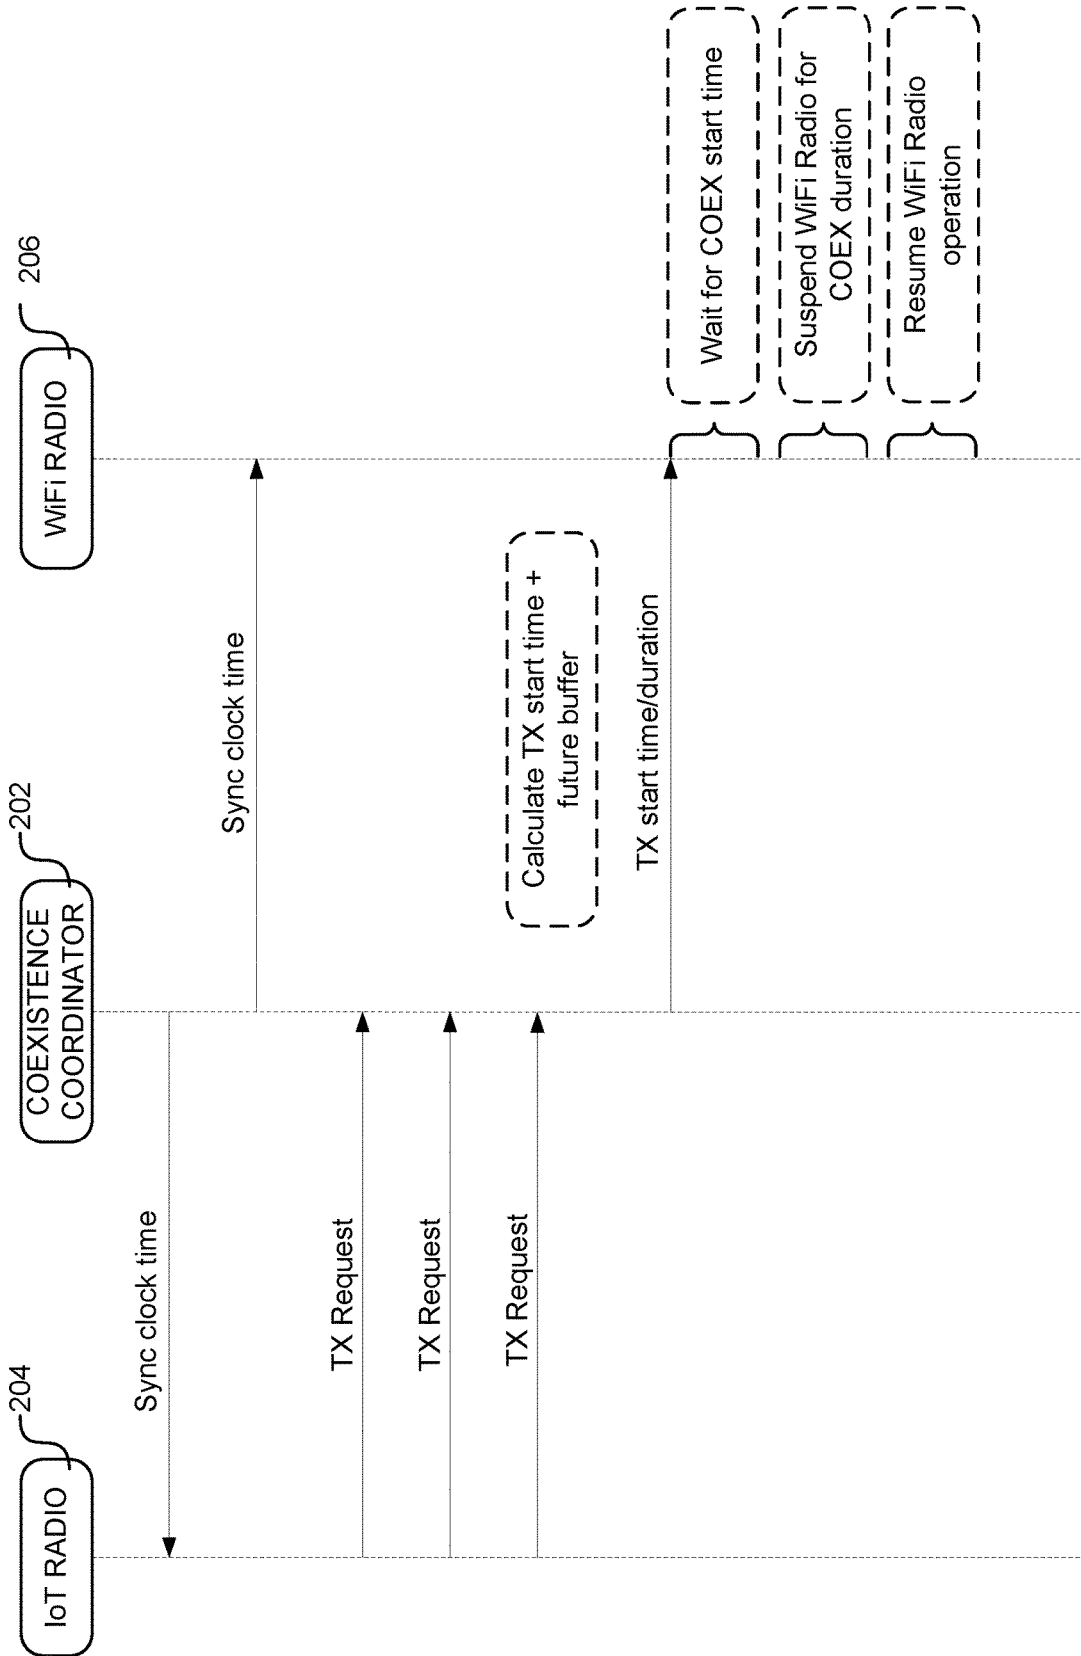 IoT RADIO
204
COEXISTENCE
COORDINATOR
202
WiFi RADIO
206
Sync clock time
Sync clock time
TX Request
TX Request
TX Request
Calculate TX start time +
future buffer
TX start time/duration
Wait for COEX start time
Suspend WiFi Radio for
COEX duration
Resume WiFi Radio
operation